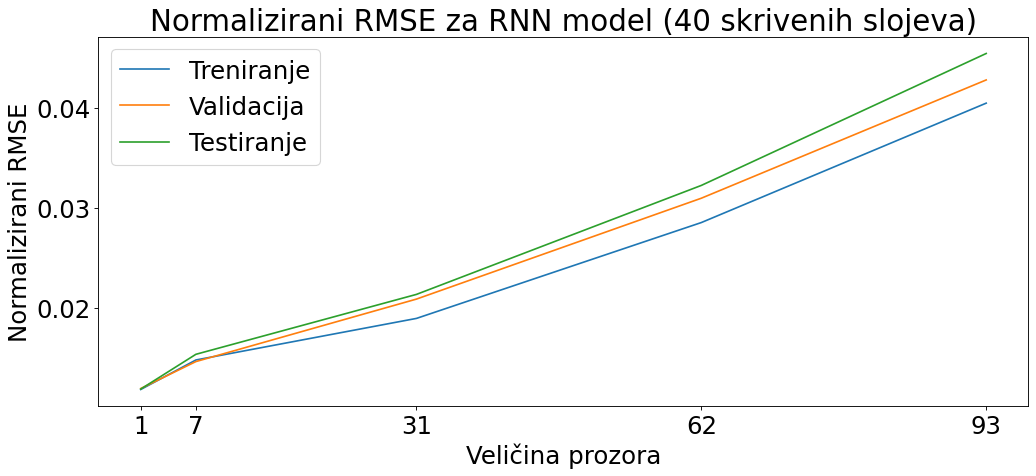 Normalizirani RMSE za RNN model (40 skrivenih slojeva)
Treniranje
Validacija
Testiranje
Normalizirani RMSE
0.04
0.03
0.02
1 7 31 62 93
Veličina prozora